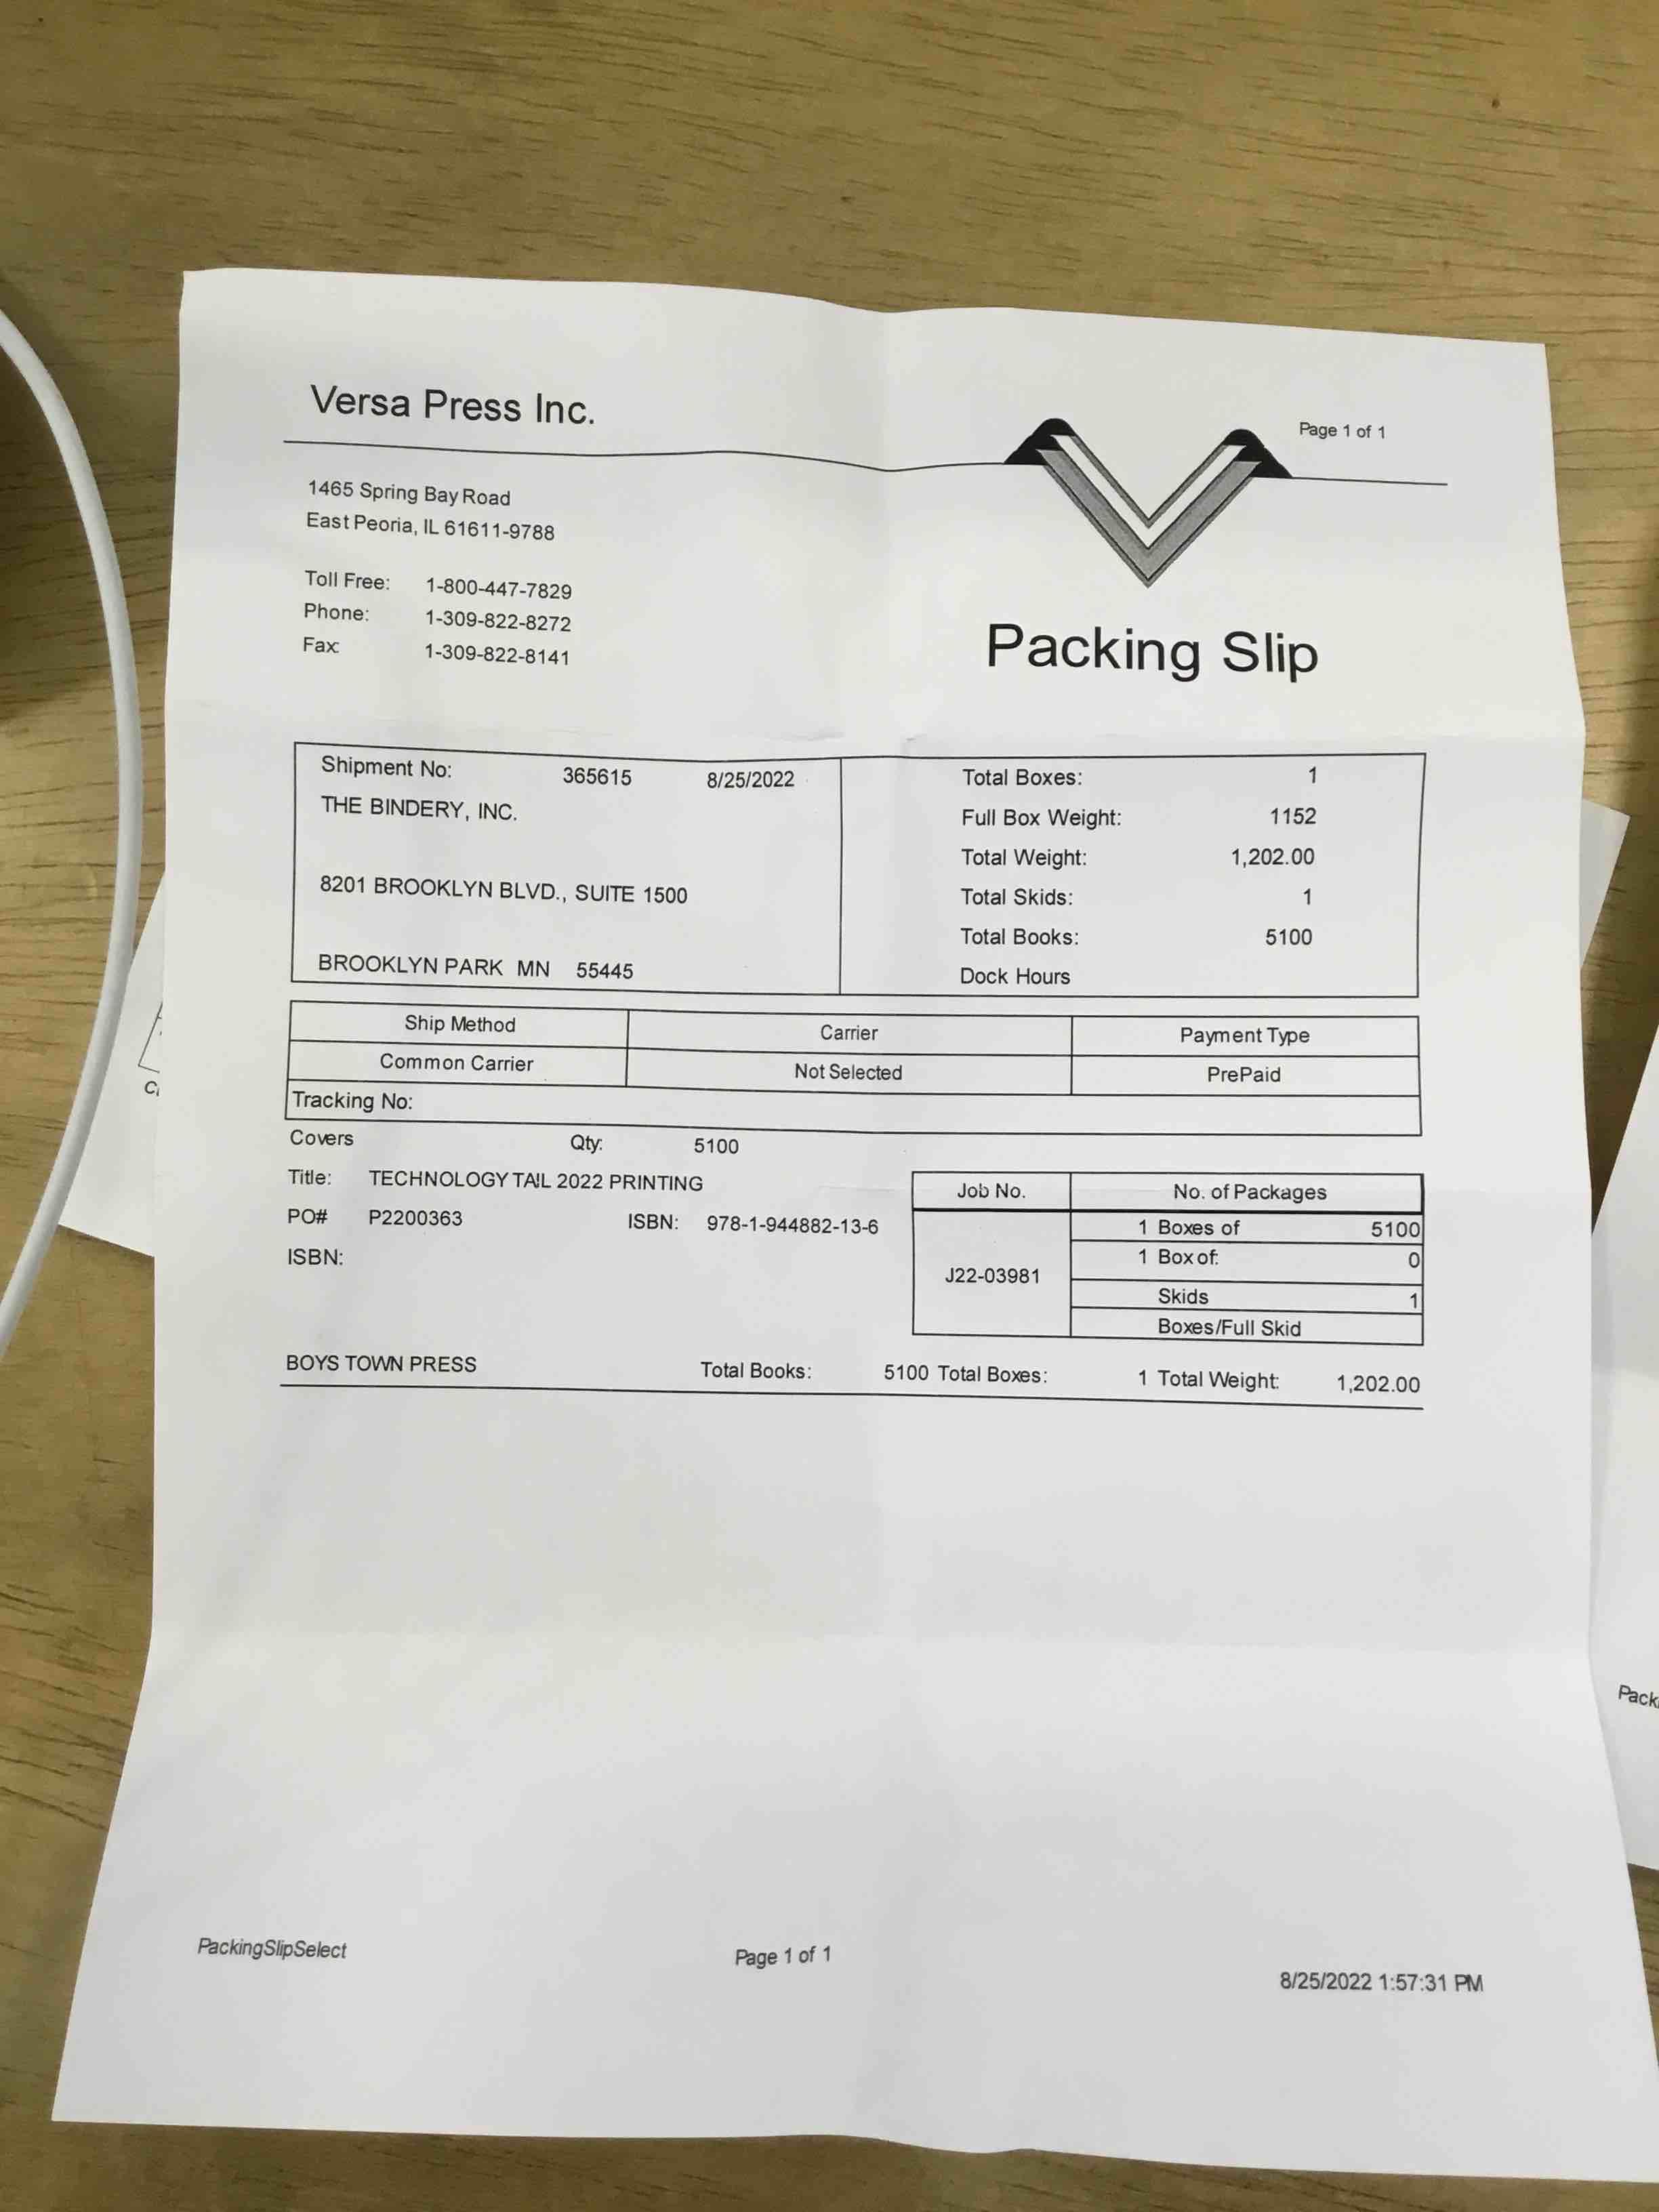 Versa Press Inc.
Page 1 of 1
1465 Spring Bay Road
East Peoria, IL 61611-9788
Toll Free: 1-800-447-7829
Phone: 1-309-822-8272
Fax: 1-309-822-8141
Packing Slip
Shipment No: 365615 8/25/2022
THE BINDERY, INC.
8201 BROOKLYN BLVD., SUITE 1500
BROOKLYN PARK MN 55445
Total Boxes: 1
Full Box Weight: 1152
Total Weight: 1,202.00
Total Skids: 1
Total Books: 5100
Dock Hours
Ship Method Carrier Payment Type
Common Carrier Not Selected PrePaid
Tracking No:
Covers Qty: 5100
Title: TECHNOLOGY TAIL 2022 PRINTING
PO# P2200363 ISBN: 978-1-944882-13-6
ISBN:
Job No. No. of Packages
J22-03981
1 Boxes of 5100
1 Box of: 0
Skids 1
Boxes/Full Skid
BOYS TOWN PRESS Total Books: 5100 Total Boxes: 1 Total Weight: 1,202.00
PackingSlipSelect Page 1 of 1 8/25/2022 1:57:31 PM